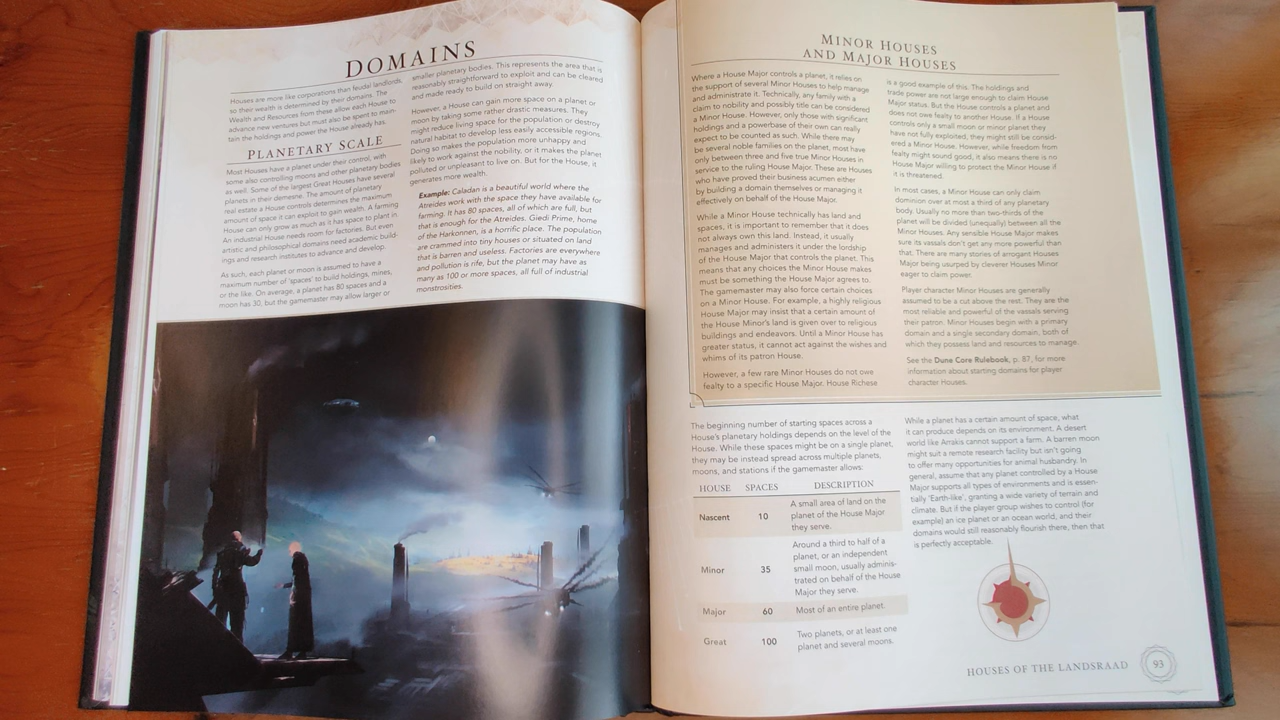 DOMAINS
Houses are more like corporations than feudal landlords,
so their wealth is determined by their domains. The
Wealth and Resources from these allow each House to
advance new ventures but must also be spent to main-
tain the holdings and power the House already has.
PLANETARY SCALE
Most Houses have a planet under their control, with
some also controlling moons and other planetary bodies
as well. Some of the largest Great Houses have several
planets in their demesne. The amount of planetary
real estate a House controls determines the maximum
amount of space it can exploit to gain wealth. A farming
House can only grow as much as it has space to plant in.
An industrial House needs room for factories. But even
artistic and philosophical domains need academic build-
ings and research institutes to advance and develop.
As such, each planet or moon is assumed to have a
maximum number of 'spaces' to build holdings, mines,
or the like. On average, a planet has 80 spaces and a
moon has 30, but the gamemaster may allow larger or
smaller planetary bodies. This represents the area that is
reasonably straightforward to exploit and can be cleared
and made ready to build on straight away.
However, a House can gain more space on a planet or
moon by taking some rather drastic measures. They
might reduce living space for the population or destroy
natural habitat to develop less easily accessible regions.
Doing so makes the population more unhappy and
likely to work against the nobility, or it makes the planet
polluted or unpleasant to live on. But for the House, it
generates more wealth.
Example: Caladan is a beautiful world where the
Atreides work with the space they have available for
farming. It has 80 spaces, all of which are full, but
that is enough for the Atreides. Giedi Prime, home
of the Harkonnen, is a horrific place. The population
are crammed into tiny houses or situated on land
that is barren and useless. Factories are everywhere
and pollution is rife, but the planet may have as
many as 100 or more spaces, all full of industrial
monstrosities.
MINOR HOUSES
AND MAJOR HOUSES
Where a House Major controls a planet, it relies on
the support of several Minor Houses to help manage
and administrate it. Technically, any family with a
claim to nobility and possibly title can be considered
a Minor House. However, only those with significant
holdings and a powerbase of their own can really
expect to be counted as such. While there may
be several noble families on the planet, most have
only between three and five true Minor Houses in
service to the ruling House Major. These are Houses
who have proved their business acumen either
by building a domain themselves or managing it
effectively on behalf of the House Major.
While a Minor House technically has land and
spaces, it is important to remember that it does
not always own this land. Instead, it usually
manages and administers it under the lordship
of the House Major that controls the planet. This
means that any choices the Minor House makes
must be something the House Major agrees to.
The gamemaster may also force certain choices
on a Minor House. For example, a highly religious
House Major may insist that a certain amount of
the House Minor's land is given over to religious
buildings and endeavors. Until a Minor House has
greater status, it cannot act against the wishes and
whims of its patron House.
However, a few rare Minor Houses do not owe
fealty to a specific House Major. House Richese
is a good example of this. The holdings and
trade power are not large enough to claim House
Major status. But the House controls a planet and
does not owe fealty to another House. If a House
controls only a small moon or minor planet they
have not fully exploited, they might still be consid-
ered a Minor House. However, while freedom from
fealty might sound good, it also means there is no
House Major willing to protect the Minor House if
it is threatened.
In most cases, a Minor House can only claim
dominion over at most a third of any planetary
body. Usually no more than two-thirds of the
planet will be divided (unequally) between all the
Minor Houses. Any sensible House Major makes
sure its vassals don't get any more powerful than
that. There are many stories of arrogant Houses
Major being usurped by cleverer Houses Minor
eager to claim power.
Player character Minor Houses are generally
assumed to be a cut above the rest. They are the
most reliable and powerful of the vassals serving
their patron. Minor Houses begin with a primary
domain and a single secondary domain, both of
which they possess land and resources to manage.
See the Dune Core Rulebook, p. 87, for more
information about starting domains for player
character Houses.
The beginning number of starting spaces across a
House's planetary holdings depends on the level of the
House. While these spaces might be on a single planet,
they may be instead spread across multiple planets,
moons, and stations if the gamemaster allows:
HOUSE SPACES DESCRIPTION
Nascent 10 A small area of land on the
planet of the House Major
they serve.
Minor 35 Around a third to half of a
planet, or an independent
small moon, usually adminis-
trated on behalf of the House
Major they serve.
Major 60 Most of an entire planet.
Great 100 Two planets, or at least one
planet and several moons.
While a planet has a certain amount of space, what
it can produce depends on its environment. A desert
world like Arrakis cannot support a farm. A barren moon
might suit a remote research facility but isn't going
to offer many opportunities for animal husbandry. In
general, assume that any planet controlled by a House
Major supports all types of environments and is essen-
tially 'Earth-like', granting a wide variety of terrain and
climate. But if the player group wishes to control (for
example) an ice planet or an ocean world, and their
domains would still reasonably flourish there, then that
is perfectly acceptable.
HOUSES OF THE LANDSRAAD 93